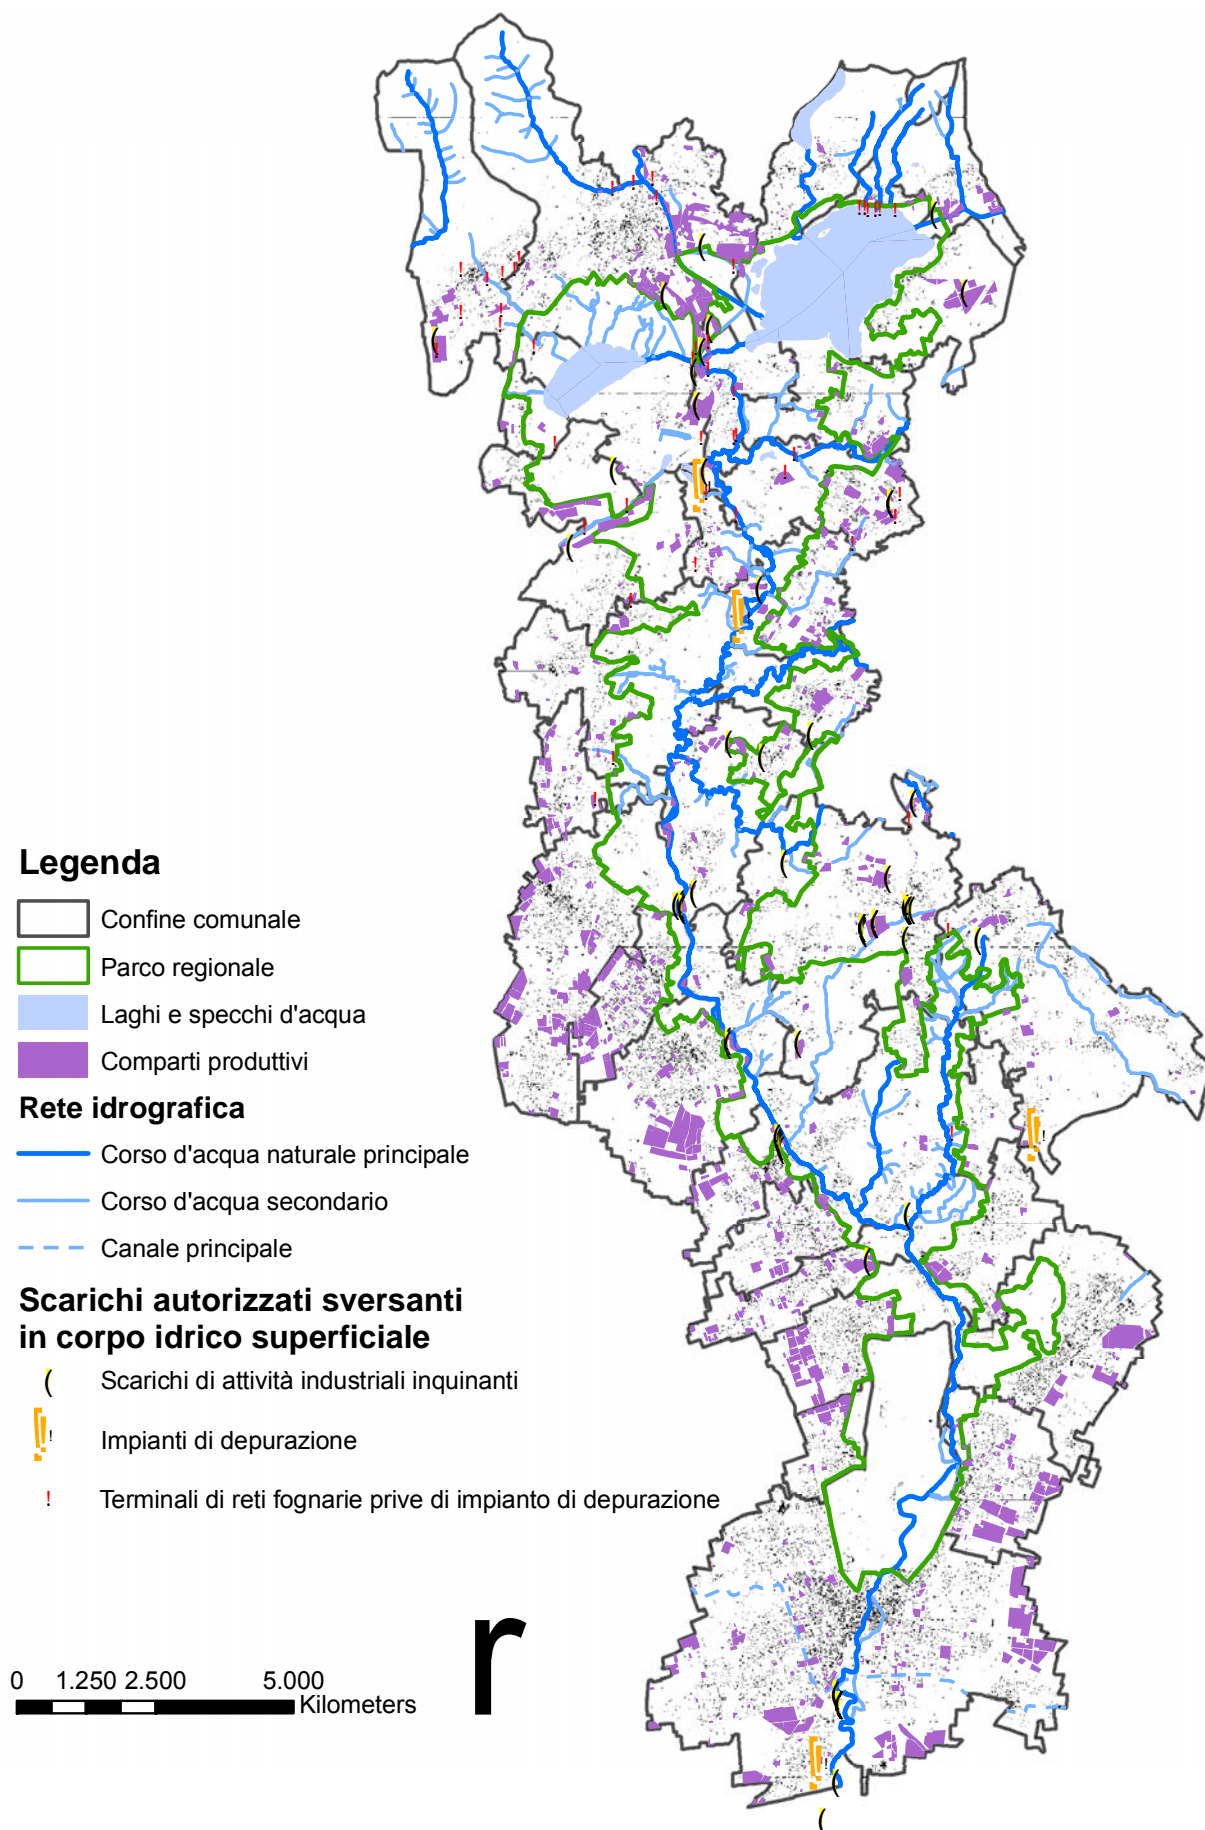 Legenda
Confine comunale
Parco regionale
Laghi e specchi d'acqua
Comparti produttivi
Rete idrografica
Corso d'acqua naturale principale
Corso d'acqua secondario
Canale principale
Scarichi autorizzati sversanti
in corpo idrico superficiale
( Scarichi di attività industriali inquinanti
!! Impianti di depurazione
! Terminali di reti fognarie prive di impianto di depurazione
r
0 1.250 2.500 5.000
Kilometers